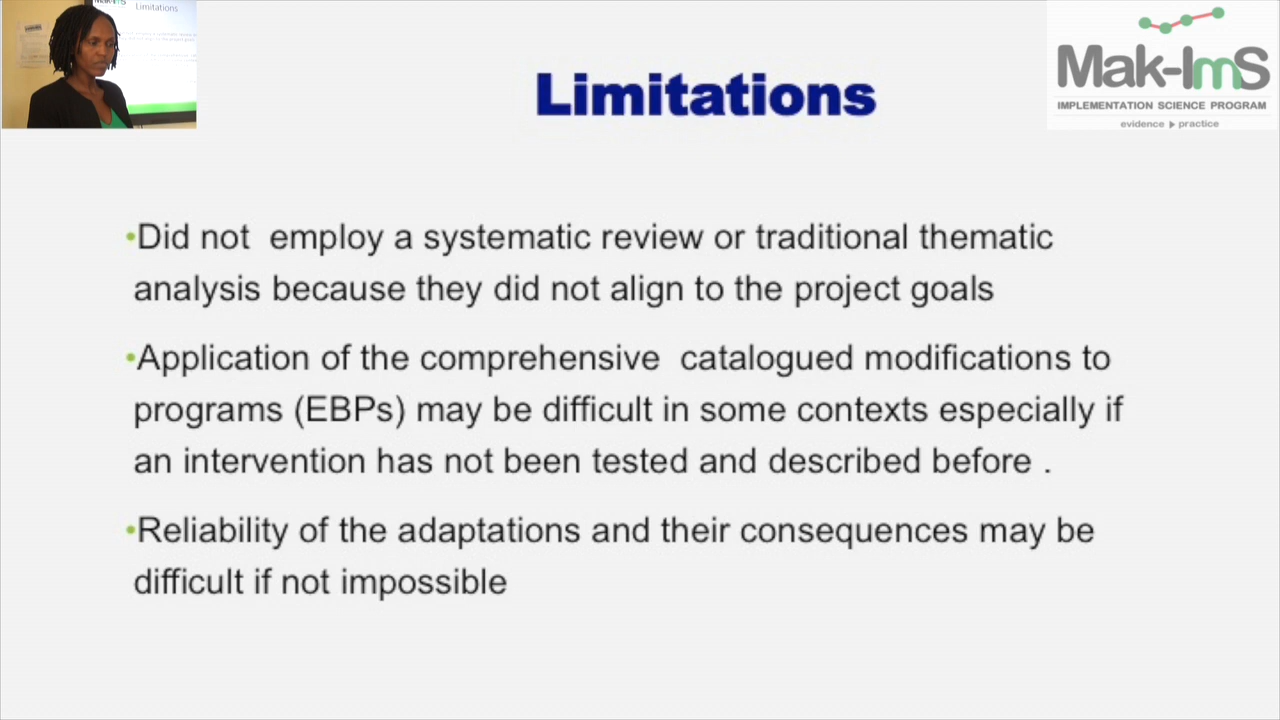 Mak-ImS
Limitations
Limitations
Mak-ImS
IMPLEMENTATION SCIENCE PROGRAM
evidence practice
•Did not employ a systematic review or traditional thematic
analysis because they did not align to the project goals
•Application of the comprehensive catalogued modifications to
programs (EBPs) may be difficult in some contexts especially if
an intervention has not been tested and described before .
•Reliability of the adaptations and their consequences may be
difficult if not impossible